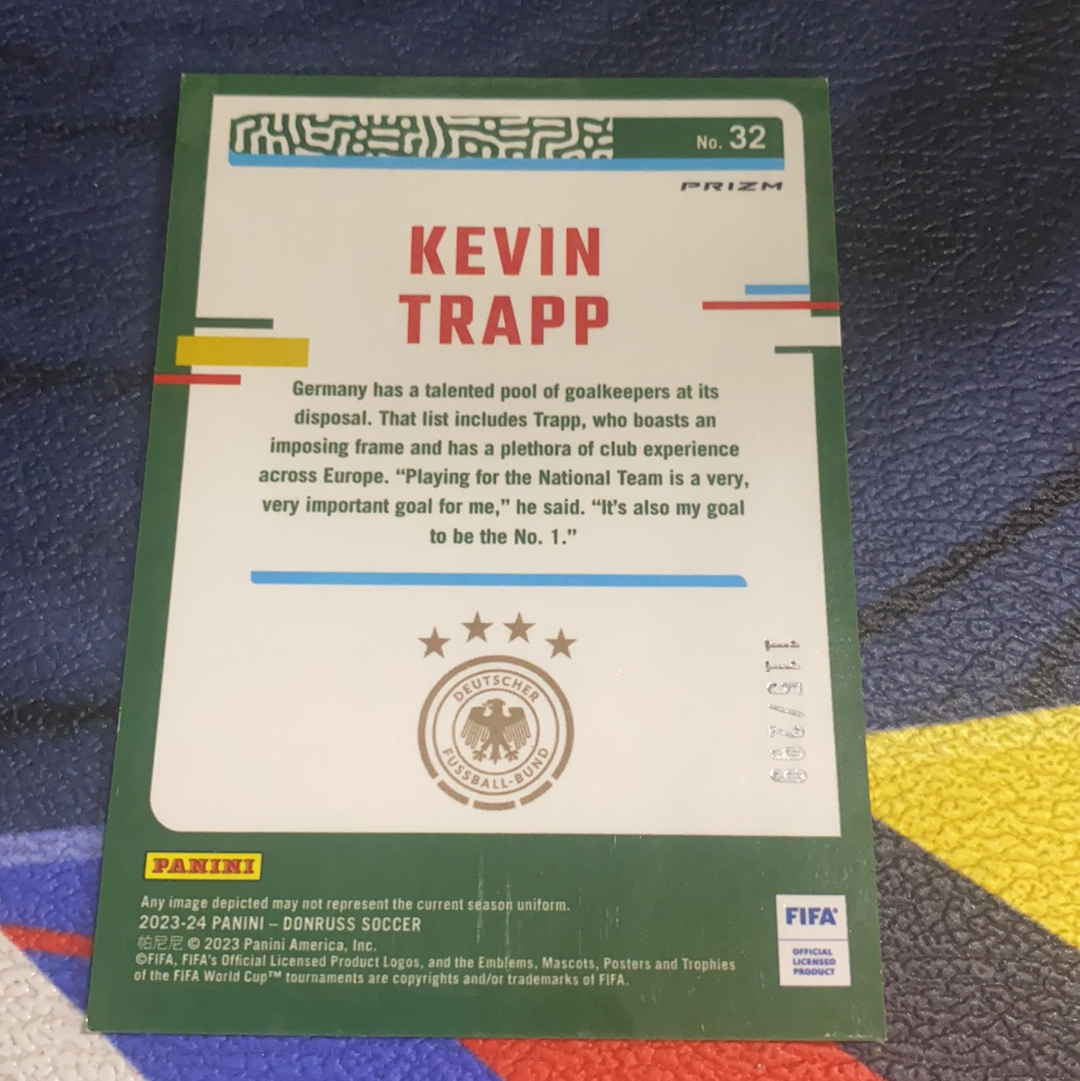 No. 32
PRIZM
KEVIN
TRAPP
Germany has a talented pool of goalkeepers at its
disposal. That list includes Trapp, who boasts an
imposing frame and has a plethora of club experience
across Europe. “Playing for the National Team is a very,
very important goal for me,” he said. “It’s also my goal
to be the No. 1.”
DEUTSCHER
FUSSBALL-BUND
115/299
PANINI
Any image depicted may not represent the current season uniform.
2023-24 PANINI – DONRUSS SOCCER
帕尼尼 © 2023 Panini America, Inc.
©FIFA, FIFA's Official Licensed Product Logos, and the Emblems, Mascots, Posters and Trophies
of the FIFA World Cup™ tournaments are copyrights and/or trademarks of FIFA.
FIFA®
OFFICIAL
LICENSED
PRODUCT